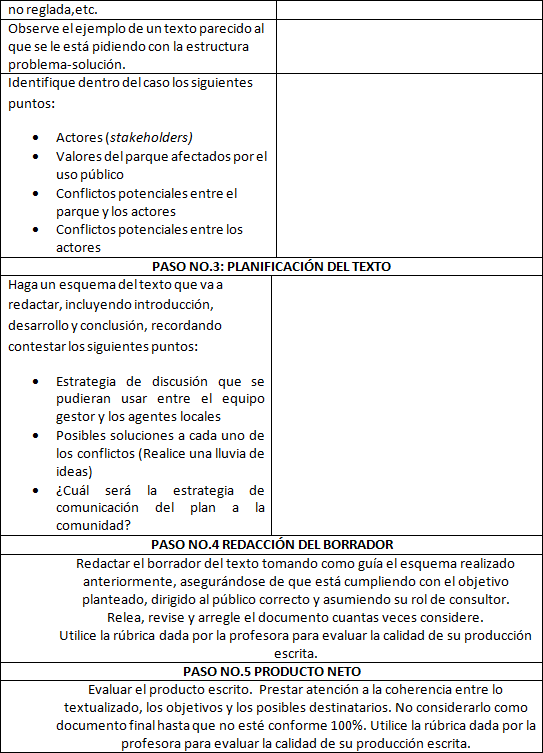 no reglada,etc.
Observe el ejemplo de un texto parecido al
que se le está pidiendo con la estructura
problema-solución.
Identifique dentro del caso los siguientes
puntos:
• Actores (stakeholders)
• Valores del parque afectados por el
uso público
• Conflictos potenciales entre el
parque y los actores
• Conflictos potenciales entre los
actores
PASO NO.3: PLANIFICACIÓN DEL TEXTO
Haga un esquema del texto que va a
redactar, incluyendo introducción,
desarrollo y conclusión, recordando
contestar los siguientes puntos:
• Estrategia de discusión que se
pudieran usar entre el equipo
gestor y los agentes locales
• Posibles soluciones a cada uno de
los conflictos (Realice una lluvia de
ideas)
• ¿Cuál será la estrategia de
comunicación del plan a la
comunidad?
PASO NO.4 REDACCIÓN DEL BORRADOR
Redactar el borrador del texto tomando como guía el esquema realizado
anteriormente, asegurándose de que está cumpliendo con el objetivo
planteado, dirigido al público correcto y asumiendo su rol de consultor.
Relea, revise y arregle el documento cuantas veces considere.
Utilice la rúbrica dada por la profesora para evaluar la calidad de su producción
escrita.
PASO NO.5 PRODUCTO NETO
Evaluar el producto escrito. Prestar atención a la coherencia entre lo
textualizado, los objetivos y los posibles destinatarios. No considerarlo como
documento final hasta que no esté conforme 100%. Utilice la rúbrica dada por la
profesora para evaluar la calidad de su producción escrita.